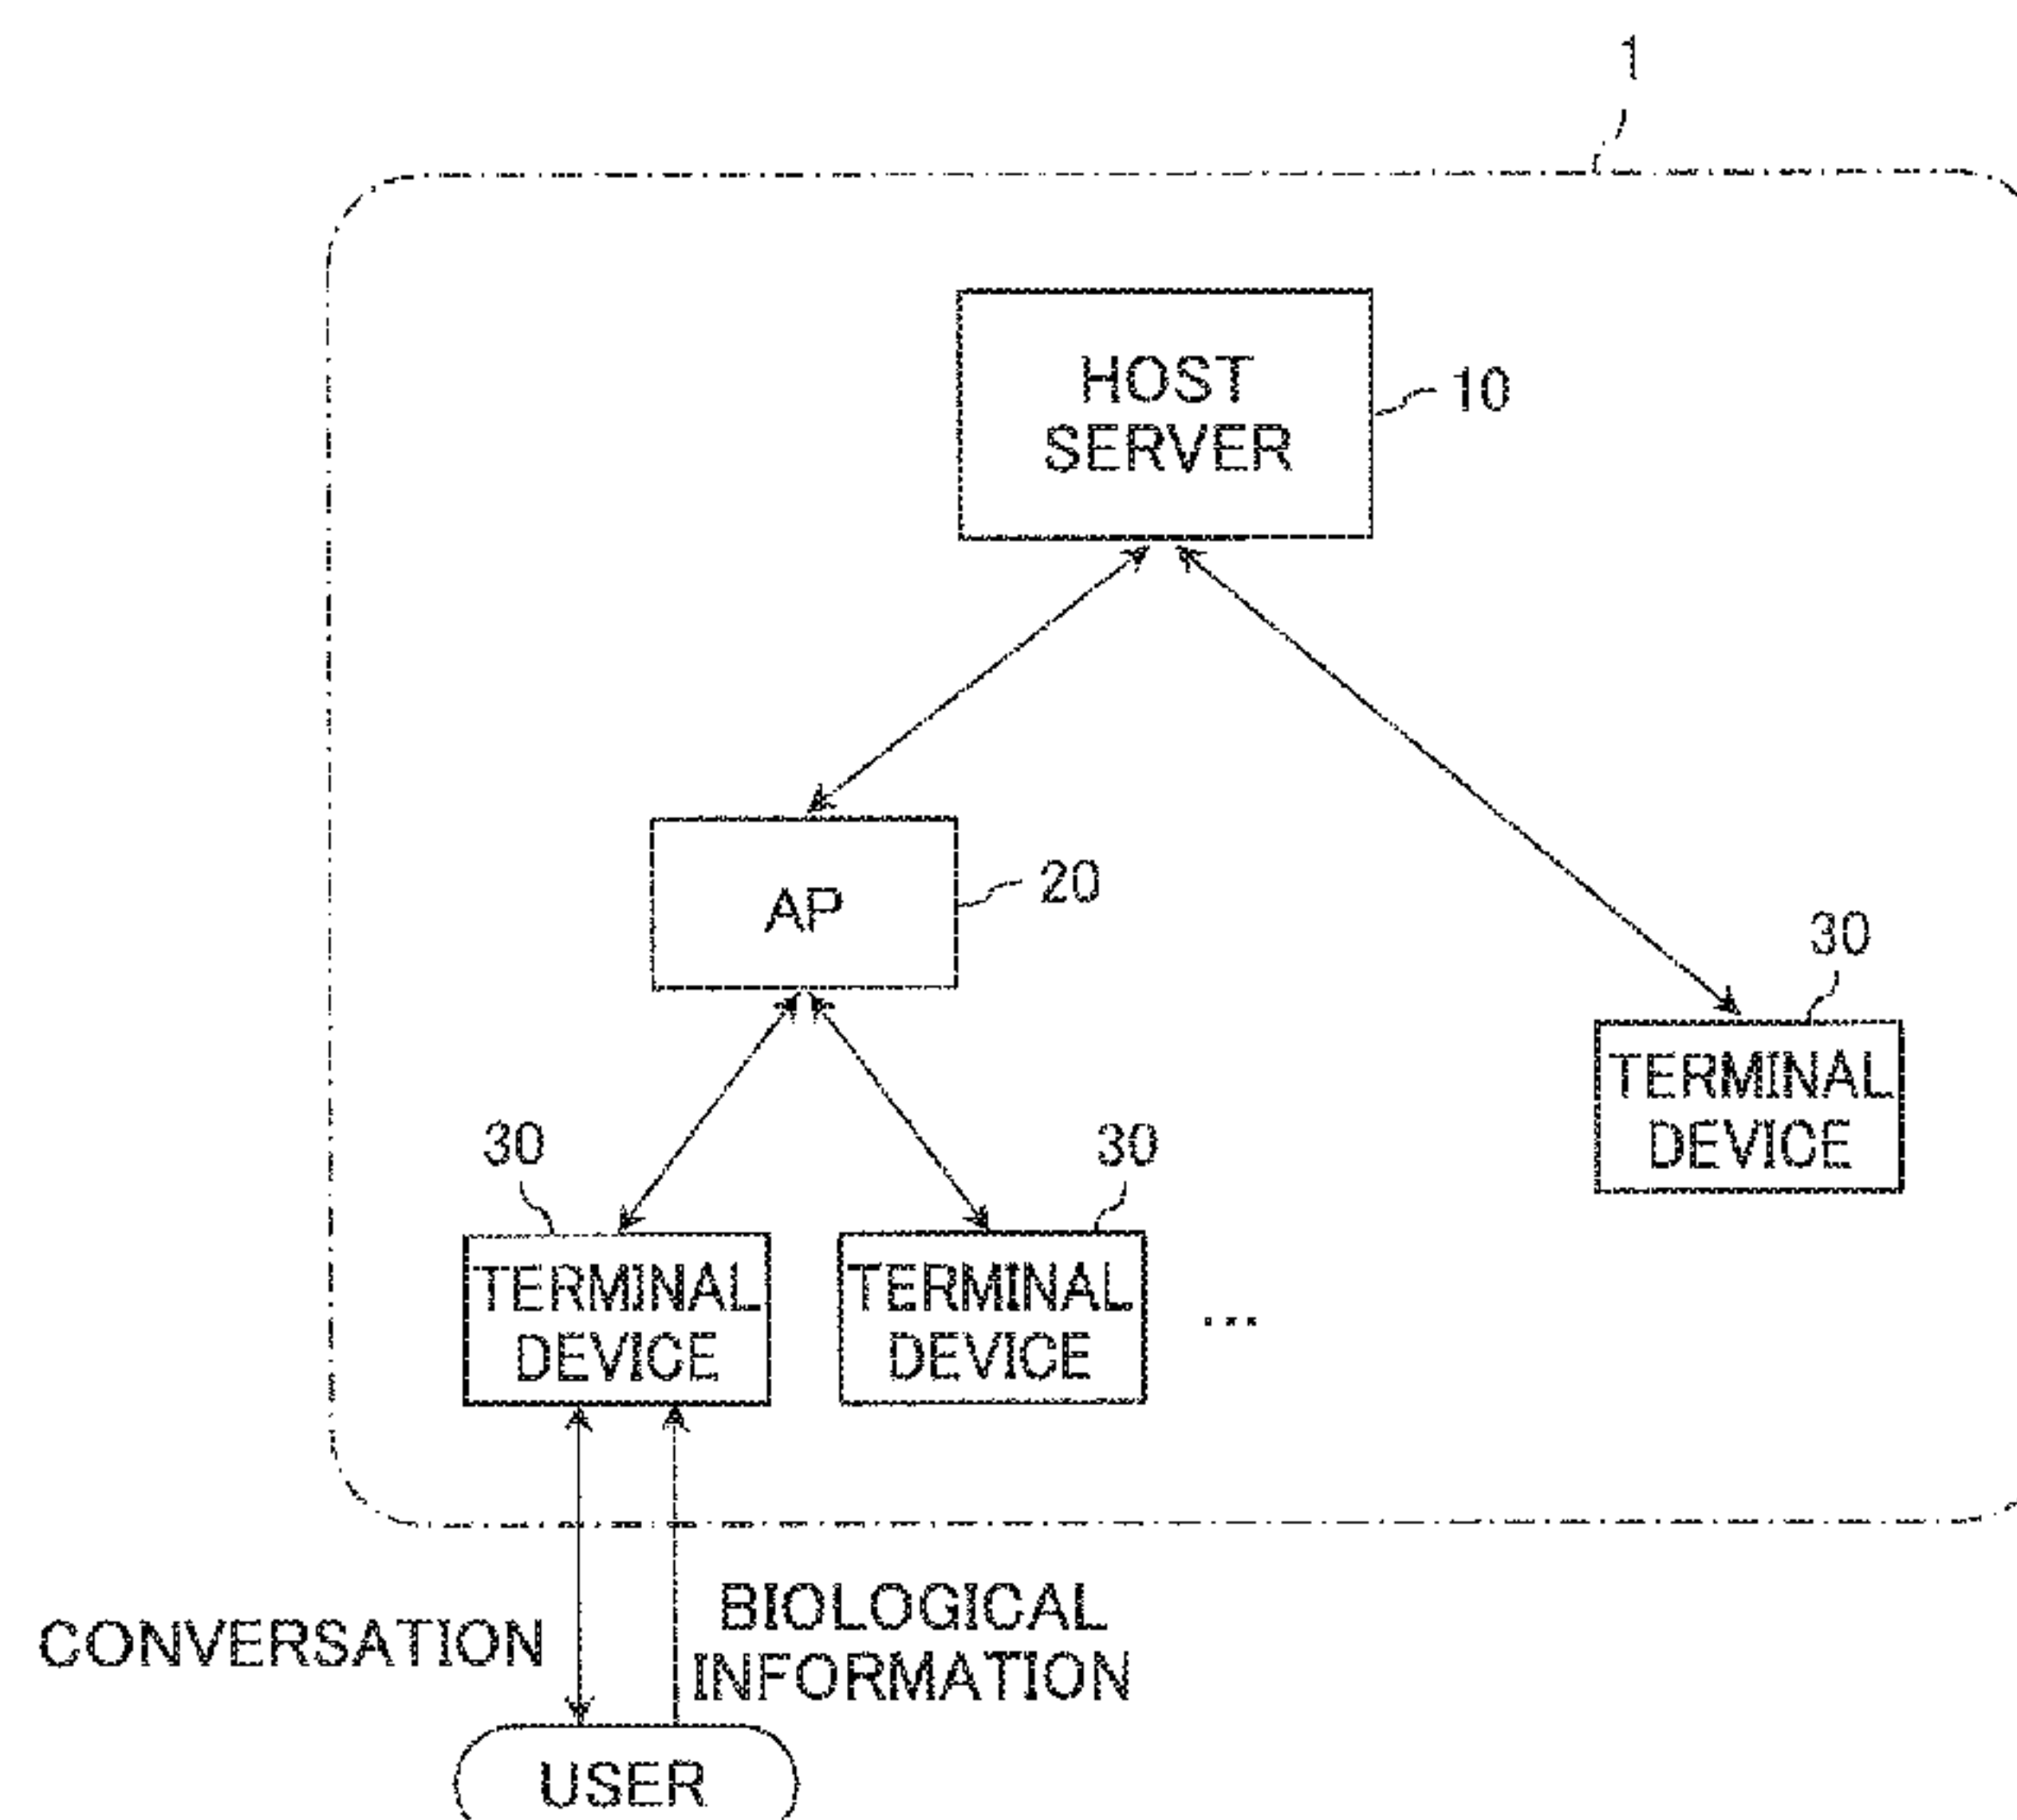 1
HOST
SERVER
10
AP
20
30
TERMINAL
DEVICE
30
TERMINAL
DEVICE
30
TERMINAL
DEVICE
...
CONVERSATION
BIOLOGICAL
INFORMATION
USER